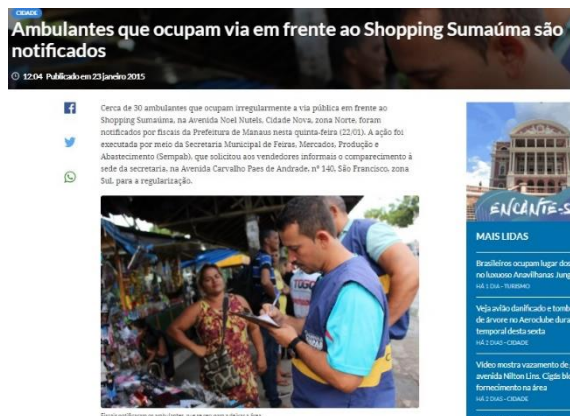 CIDADE
Ambulantes que ocupam via em frente ao Shopping Sumaúma são
notificados
12:04 Publicado em 23 janeiro 2015
Cerca de 30 ambulantes que ocupam irregularmente a via pública em frente ao
Shopping Sumaúma, na Avenida Noel Nutels, Cidade Nova, zona Norte, foram
notificados por fiscais da Prefeitura de Manaus nesta quinta-feira (22/01). A ação foi
executada por meio da Secretaria Municipal de Feiras, Mercados, Produção e
Abastecimento (Sempab), que solicitou aos vendedores informais o comparecimento à
sede da secretaria, na Avenida Carvalho Paes de Andrade, nº 140, São Francisco, zona
Sul, para a regularização.
ENCANTE-S
MAIS LIDAS
Brasileiros ocupam lugar dos
no luxuoso Anavilhanas Jung
HÁ 1 DIA - TURISMO
Veja avião danificado e tomb
de árvore no Aeroclube dura
temporal desta sexta
HÁ 2 DIAS - CIDADE
Vídeo mostra vazamento de
avenida Nilton Lins. Cigás blo
fornecimento na área
HÁ 2 DIAS - CIDADE